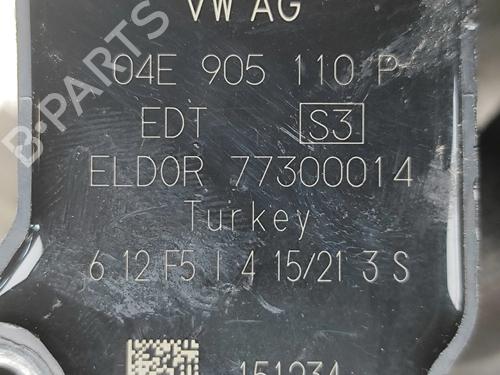 VW AG
04E 905 110 P
EDT S3
ELDOR 77300014
Turkey
6 12 F5 I 4 15/21 3 S
151234
B-PARTS